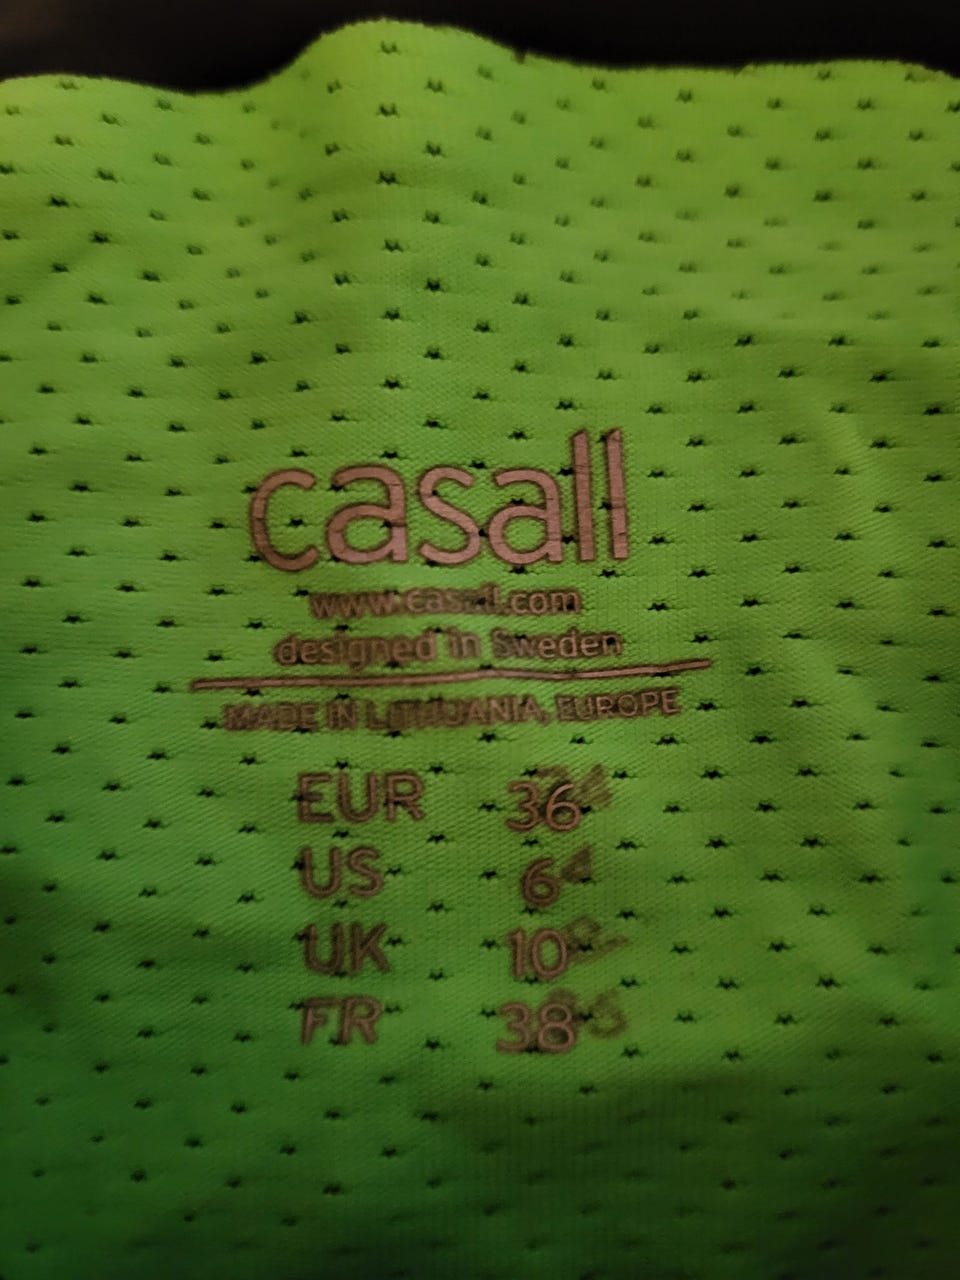 casall
www.casall.com
designed in Sweden
MADE IN LITHUANIA, EUROPE
EUR 36
US 6
UK 10
FR 38